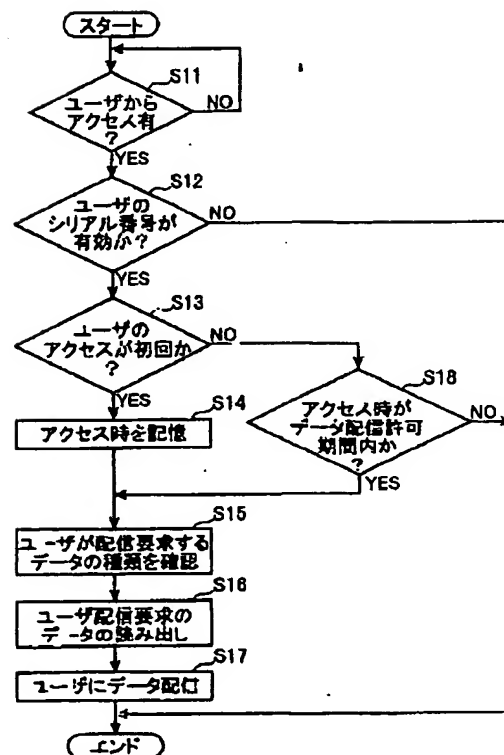 スタート
S11
ユーザから
アクセス有
?
NO
YES
S12
ユーザの
シリアル番号が
有効か?
NO
YES
S13
ユーザの
アクセスが初回か
?
NO
YES
S14
アクセス時を記憶
S18
アクセス時が
データ配信許可
期間内か
?
NO
YES
S15
ユーザが配信要求する
データの種類を確認
S16
ユーザ配信要求の
データの読み出し
S17
ユーザにデータ配信
エンド